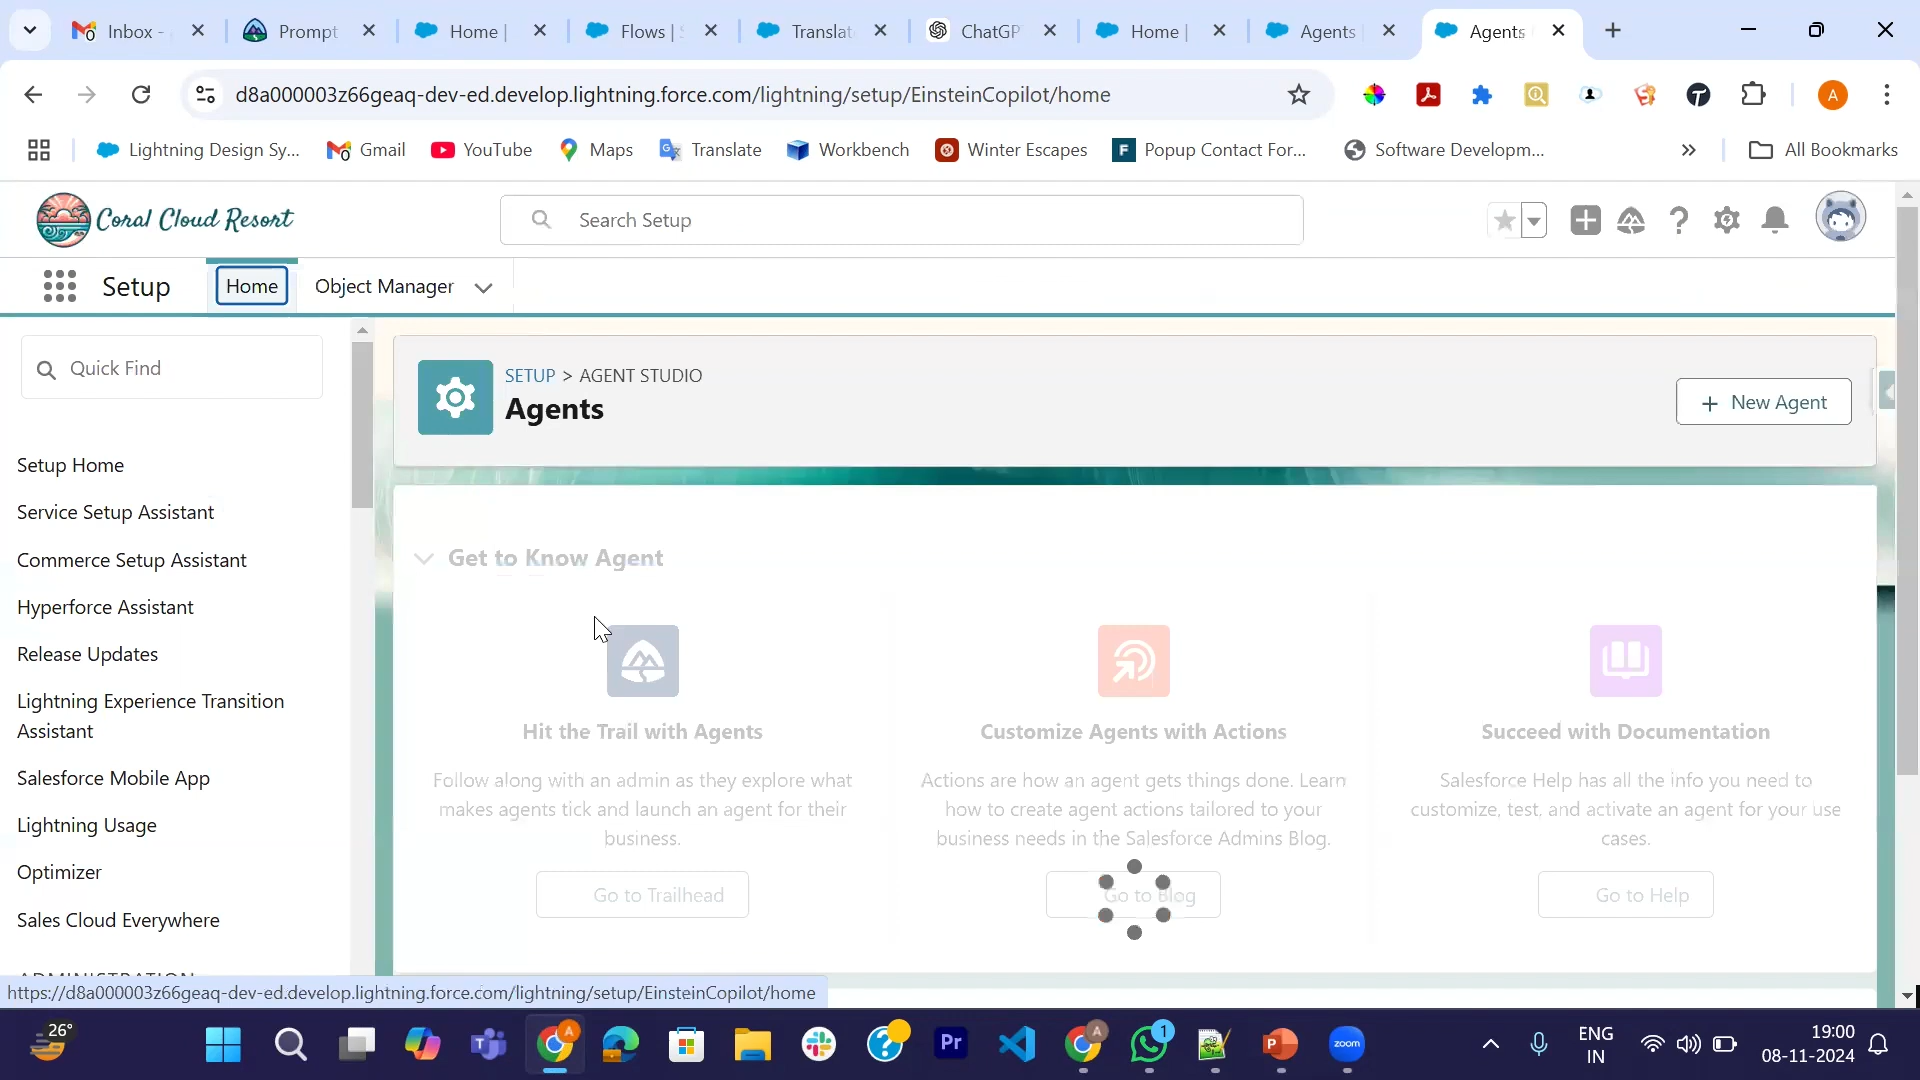 Inbox -
Prompt
Home |
Flows | S
Translat
ChatGP
Home |
Agents
Agents
d8a000003z66geaq-dev-ed.develop.lightning.force.com/lightning/setup/EinsteinCopilot/home
A
Lightning Design Sy...
Gmail
YouTube
Maps
Translate
Workbench
Winter Escapes
Popup Contact For...
Software Developm...
All Bookmarks
Coral Cloud Resort
Search Setup
Setup
Home
Object Manager
Quick Find
Setup Home
Service Setup Assistant
Commerce Setup Assistant
Hyperforce Assistant
Release Updates
Lightning Experience Transition
Assistant
Salesforce Mobile App
Lightning Usage
Optimizer
Sales Cloud Everywhere
ADMINISTRATION
SETUP > AGENT STUDIO
Agents
New Agent
Get to Know Agent
Hit the Trail with Agents
Follow along with an admin as they explore what
makes agents tick and launch an agent for their
business.
Go to Trailhead
Customize Agents with Actions
Actions are how an agent gets things done. Learn
how to create agent actions tailored to your
business needs in the Salesforce Admins Blog.
Go to Blog
Succeed with Documentation
Salesforce Help has all the info you need to
customize, test, and activate an agent for your use
cases.
Go to Help
https://d8a000003z66geaq-dev-ed.develop.lightning.force.com/lightning/setup/EinsteinCopilot/home
26°
A
Pr
A
1
P
zoom
ENG
IN
19:00
08-11-2024